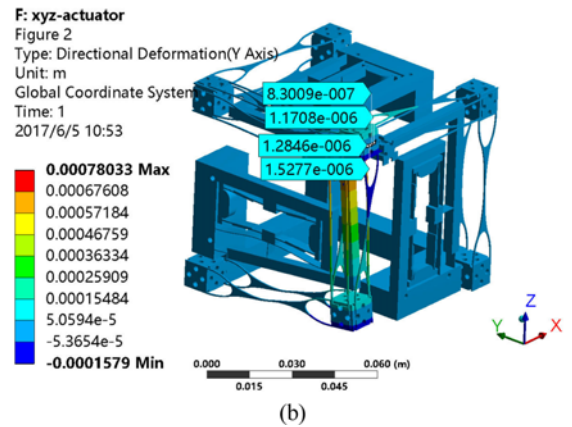 F: xyz-actuator
Figure 2
Type: Directional Deformation(Y Axis)
Unit: m
Global Coordinate System
Time: 1
2017/6/5 10:53
8.3009e-007
1.1708e-006
1.2846e-006
1.5277e-006
0.00078033 Max
0.00067608
0.00057184
0.00046759
0.00036334
0.00025909
0.00015484
5.0594e-5
-5.3654e-5
-0.0001579 Min
Z
Y
X
0.000
0.030
0.060 (m)
0.015
0.045
(b)